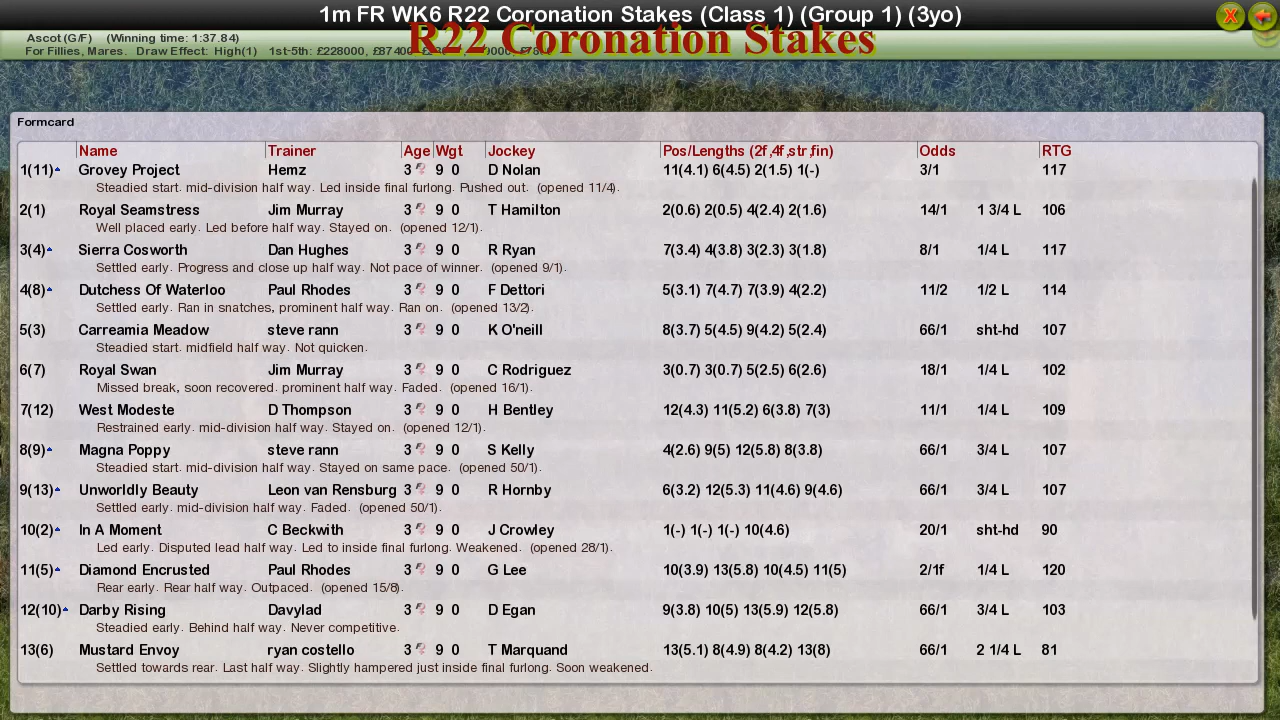 1m FR WK6 R22 Coronation Stakes (Class 1) (Group 1) (3yo)
R22 Coronation Stakes
Ascot(G/F) (Winning time: 1:37.84)
For Fillies, Mares. Draw Effect: High(1) 1st-5th: £228000, £87400,
Formcard
Name Trainer Age Wgt Jockey Pos/Lengths (2f,4f,str,fin) Odds RTG
1(11) Grovey Project Hemz 3 9 0 D Nolan 11(4.1) 6(4.5) 2(1.5) 1(-) 3/1 117
Steadied start. mid-division half way. Led inside final furlong. Pushed out. (opened 11/4).
2(1) Royal Seamstress Jim Murray 3 9 0 T Hamilton 2(0.6) 2(0.5) 4(2.4) 2(1.6) 14/1 1 3/4 L 106
Well placed early. Led before half way. Stayed on. (opened 12/1).
3(4) Sierra Cosworth Dan Hughes 3 9 0 R Ryan 7(3.4) 4(3.8) 3(2.3) 3(1.8) 8/1 1/4 L 117
Settled early. Progress and close up half way. Not pace of winner. (opened 9/1).
4(8) Dutchess Of Waterloo Paul Rhodes 3 9 0 F Dettori 5(3.1) 7(4.7) 7(3.9) 4(2.2) 11/2 1/2 L 114
Settled early. Ran in snatches, prominent half way. Ran on. (opened 13/2).
5(3) Carreamia Meadow steve rann 3 9 0 K O'neill 8(3.7) 5(4.5) 9(4.2) 5(2.4) 66/1 sht-hd 107
Steadied start. midfield half way. Not quicken.
6(7) Royal Swan Jim Murray 3 9 0 C Rodriguez 3(0.7) 3(0.7) 5(2.5) 6(2.6) 18/1 1/4 L 102
Missed break, soon recovered. prominent half way. Faded. (opened 16/1).
7(12) West Modeste D Thompson 3 9 0 H Bentley 12(4.3) 11(5.2) 6(3.8) 7(3) 11/1 1/4 L 109
Restrained early. mid-division half way. Stayed on. (opened 12/1).
8(9) Magna Poppy steve rann 3 9 0 S Kelly 4(2.6) 9(5) 12(5.8) 8(3.8) 66/1 3/4 L 107
Steadied start. mid-division half way. Stayed on same pace. (opened 50/1).
9(13) Unworldly Beauty Leon van Rensburg 3 9 0 R Hornby 6(3.2) 12(5.3) 11(4.6) 9(4.6) 66/1 3/4 L 107
Settled early. mid-division half way. Faded. (opened 50/1).
10(2) In A Moment C Beckwith 3 9 0 J Crowley 1(-) 1(-) 1(-) 10(4.6) 20/1 sht-hd 90
Led early. Disputed lead half way. Led to inside final furlong. Weakened. (opened 28/1).
11(5) Diamond Encrusted Paul Rhodes 3 9 0 G Lee 10(3.9) 13(5.8) 10(4.5) 11(5) 2/1f 1/4 L 120
Rear early. Rear half way. Outpaced. (opened 15/8).
12(10) Darby Rising Davylad 3 9 0 D Egan 9(3.8) 10(5) 13(5.9) 12(5.8) 66/1 3/4 L 103
Steadied early. Behind half way. Never competitive.
13(6) Mustard Envoy ryan costello 3 9 0 T Marquand 13(5.1) 8(4.9) 8(4.2) 13(8) 66/1 2 1/4 L 81
Settled towards rear. Last half way. Slightly hampered just inside final furlong. Soon weakened.